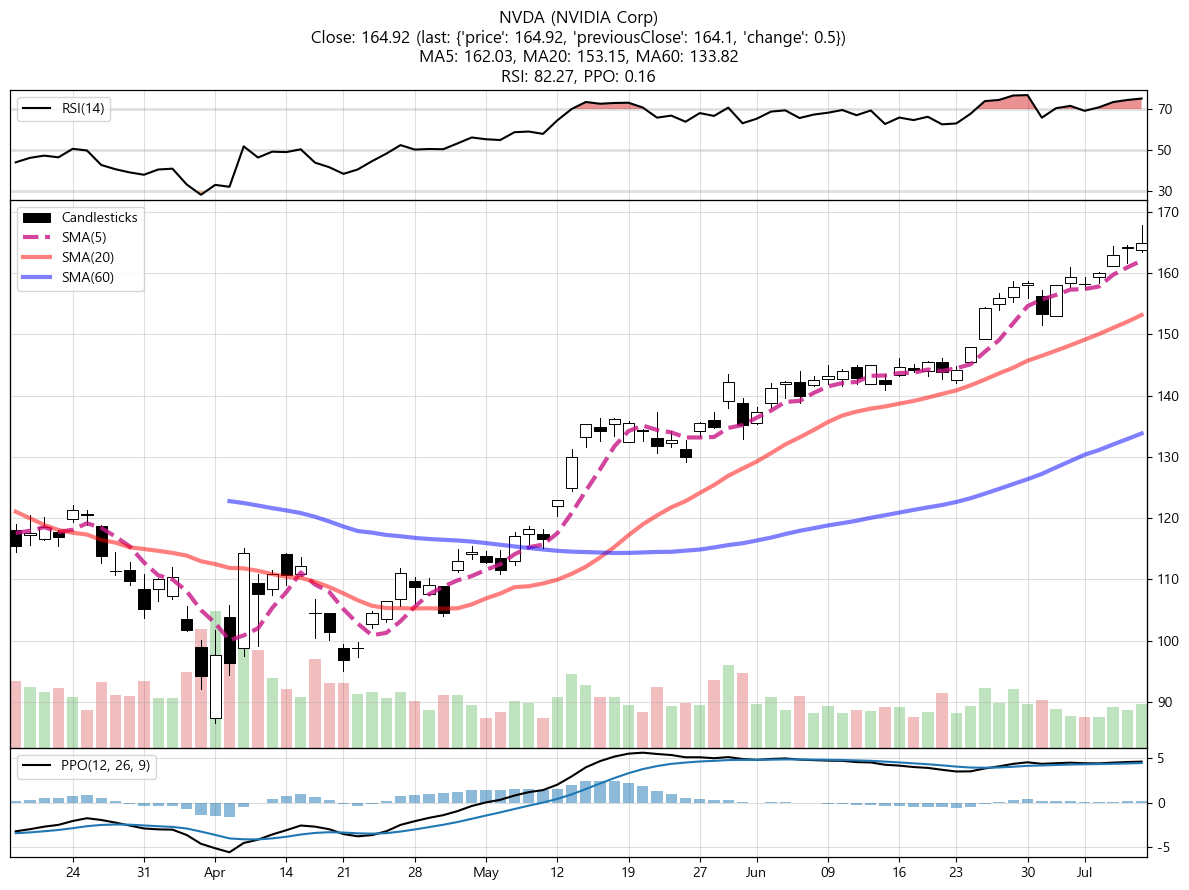 NVDA (NVIDIA Corp)
Close: 164.92 (last: {'price': 164.92, 'previousClose': 164.1, 'change': 0.5})
MA5: 162.03, MA20: 153.15, MA60: 133.82
RSI: 82.27, PPO: 0.16
RSI(14)
70
50
30
Candlesticks
SMA(5)
SMA(20)
SMA(60)
170
160
150
140
130
120
110
100
90
PPO(12, 26, 9)
5
0
-5
24 31 Apr 14 21 28 May 12 19 27 Jun 09 16 23 30 Jul